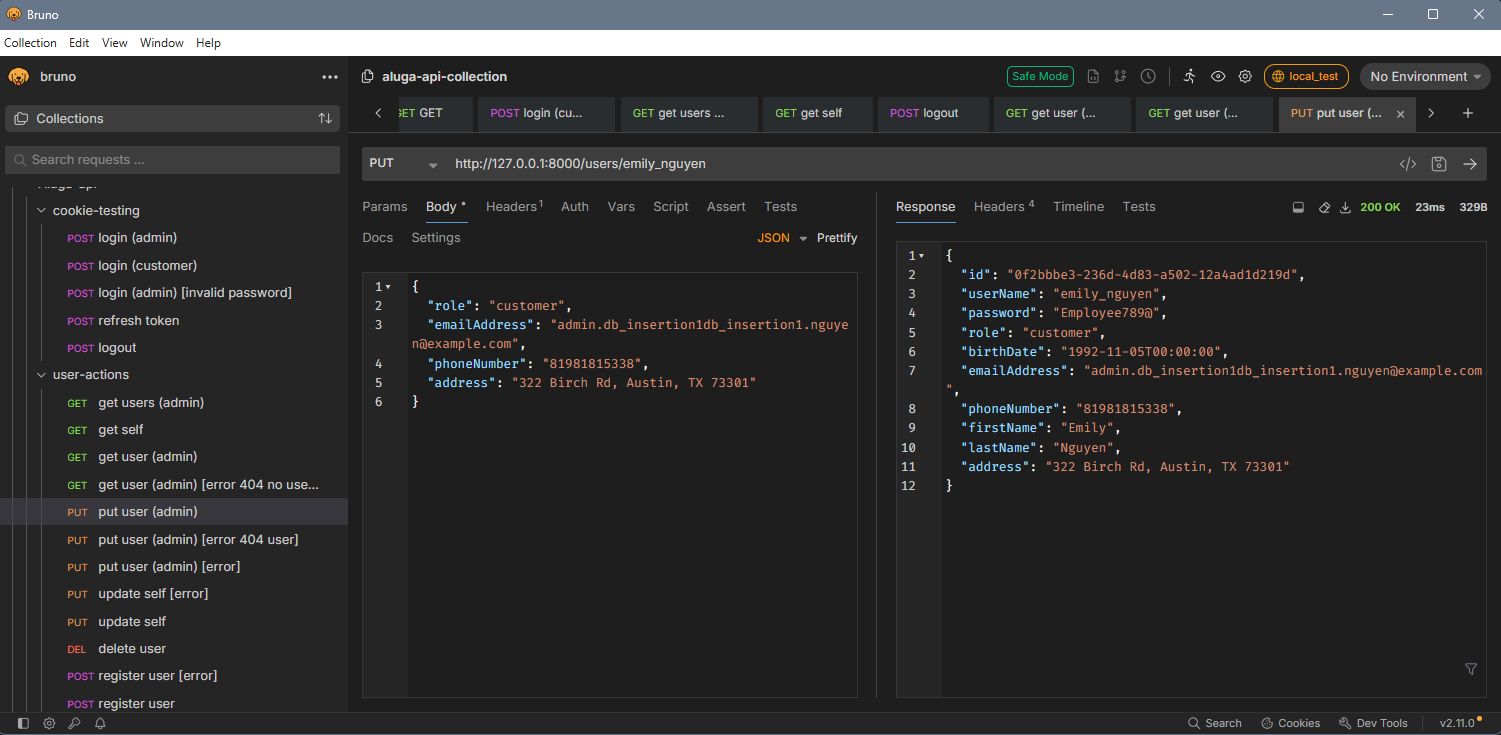 Bruno
Collection Edit View Window Help
bruno
aluga-api-collection
Safe Mode
local_test
No Environment
Collections
GET GET
POST login (cu...
GET get users ...
GET get self
POST logout
GET get user (...
GET get user (...
PUT put user (...
Search requests ...
PUT http://127.0.0.1:8000/users/emily_nguyen
cookie-testing
POST login (admin)
POST login (customer)
POST login (admin) [invalid password]
POST refresh token
POST logout
user-actions
GET get users (admin)
GET get self
GET get user (admin)
GET get user (admin) [error 404 no use...
PUT put user (admin)
PUT put user (admin) [error 404 user]
PUT put user (admin) [error]
PUT update self [error]
PUT update self
DEL delete user
POST register user [error]
POST register user
Params Body Headers 1 Auth Vars Script Assert Tests
Docs Settings JSON Prettify
1 {
2 "role": "customer",
3 "emailAddress": "admin.db_insertion1db_insertion1.nguye
n@example.com",
4 "phoneNumber": "81981815338",
5 "address": "322 Birch Rd, Austin, TX 73301"
6 }
Response Headers 4 Timeline Tests 200 OK 23ms 329B
1 {
2 "id": "0f2bbbe3-236d-4d83-a502-12a4ad1d219d",
3 "userName": "emily_nguyen",
4 "password": "Employee789@",
5 "role": "customer",
6 "birthDate": "1992-11-05T00:00:00",
7 "emailAddress": "admin.db_insertion1db_insertion1.nguyen@example.com
",
8 "phoneNumber": "81981815338",
9 "firstName": "Emily",
10 "lastName": "Nguyen",
11 "address": "322 Birch Rd, Austin, TX 73301"
12 }
Search Cookies Dev Tools v2.11.0